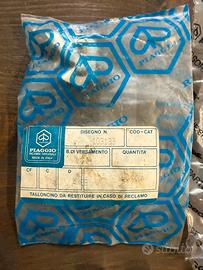 PIAGGIO
DISEGNO N.
COD-CAT
PIAGGIO
MADE IN ITALY
B.DI VERSAMENTO
QUANTITA
CF
C
D
TALLONCINO DA RESTITUIRE IN CASO DI RECLAMO
Subito